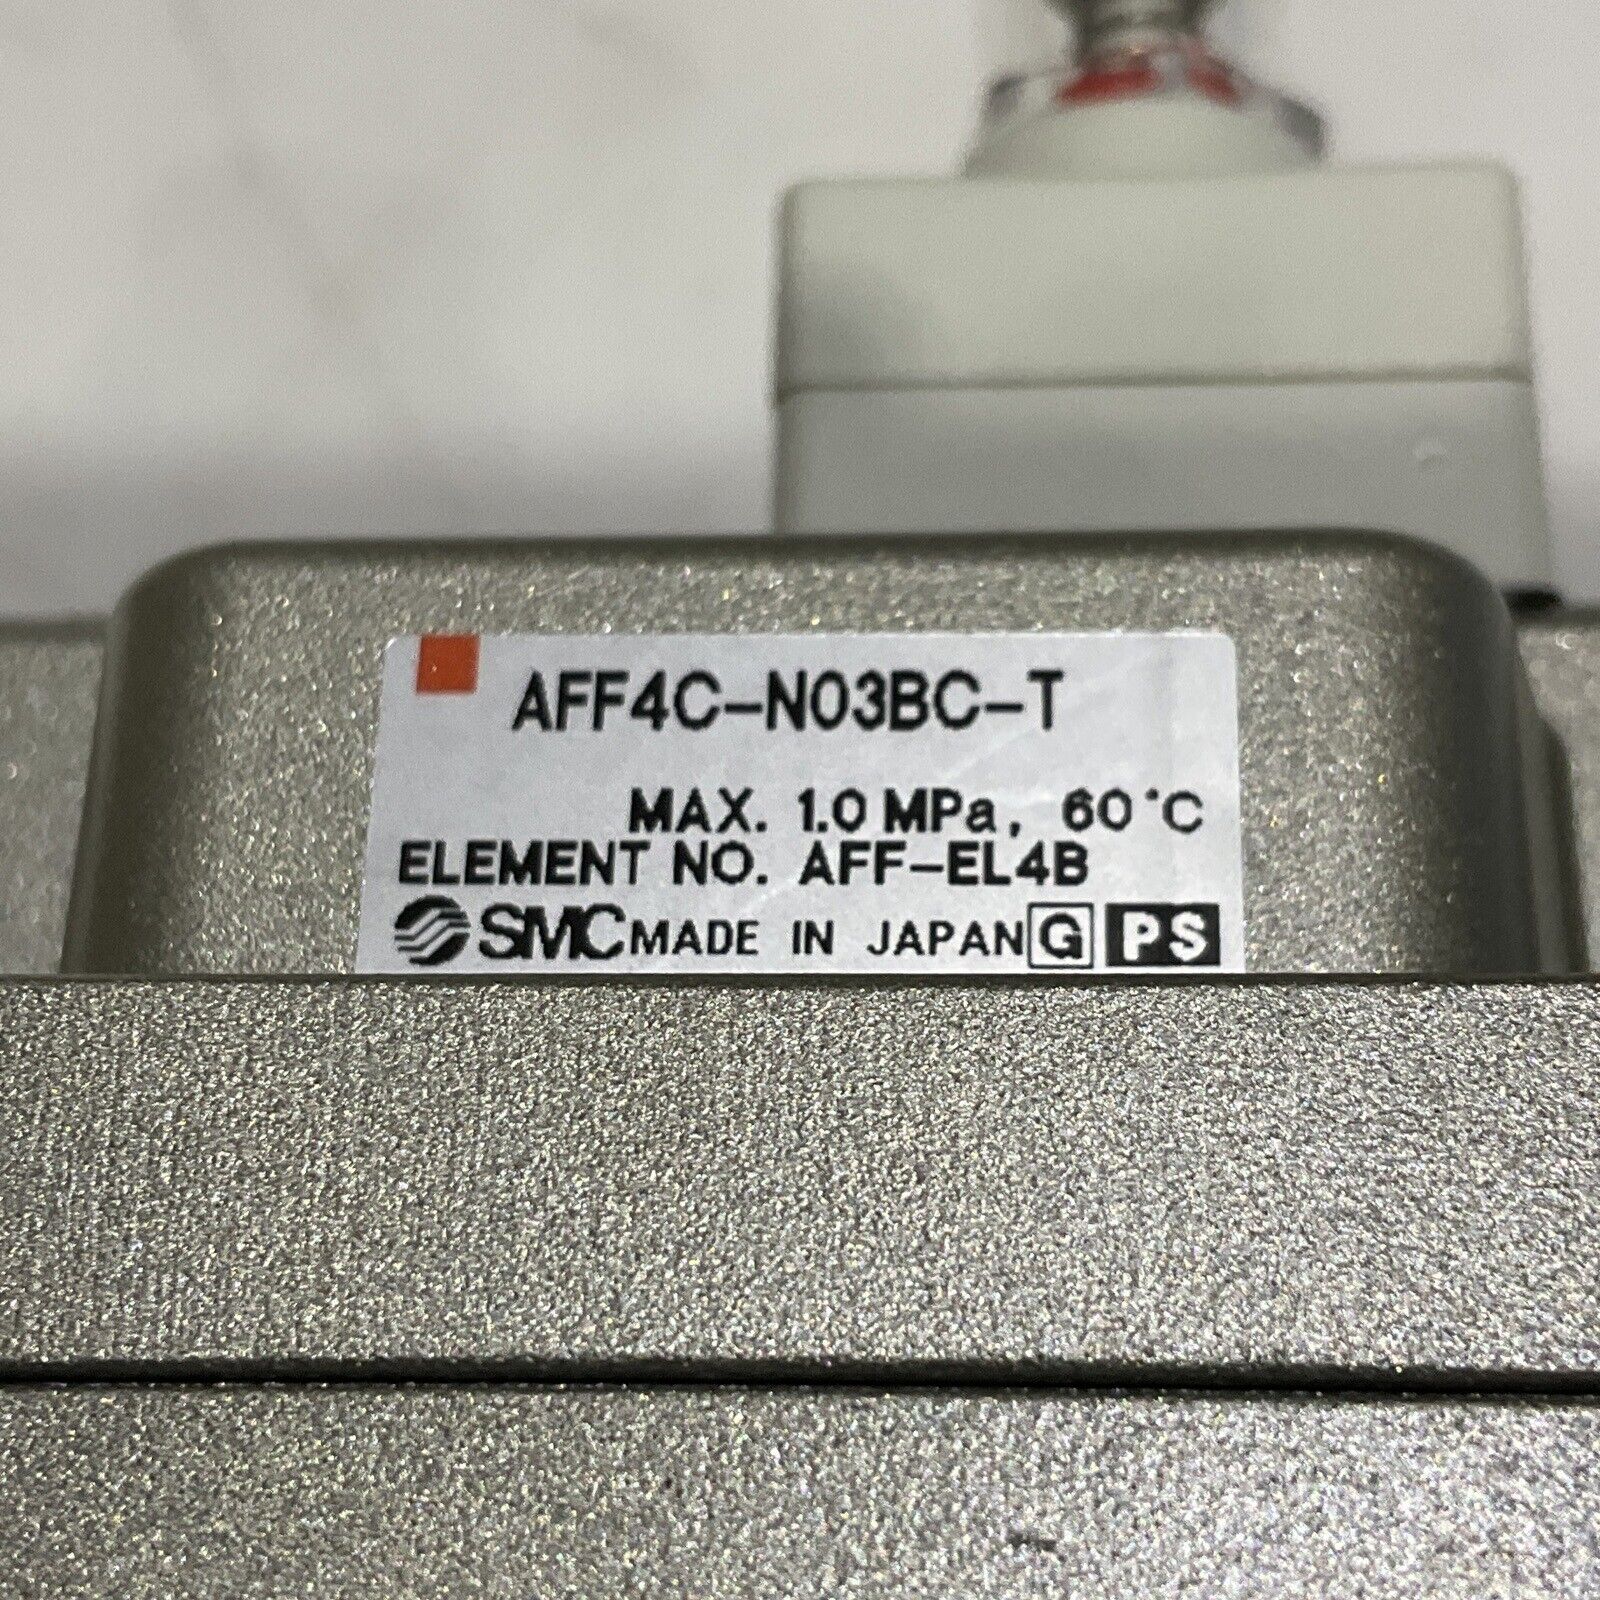 AFF4C-N03BC-T
MAX. 1.0 MPa, 60°C
ELEMENT NO. AFF-EL4B
SMC MADE IN JAPAN G PS